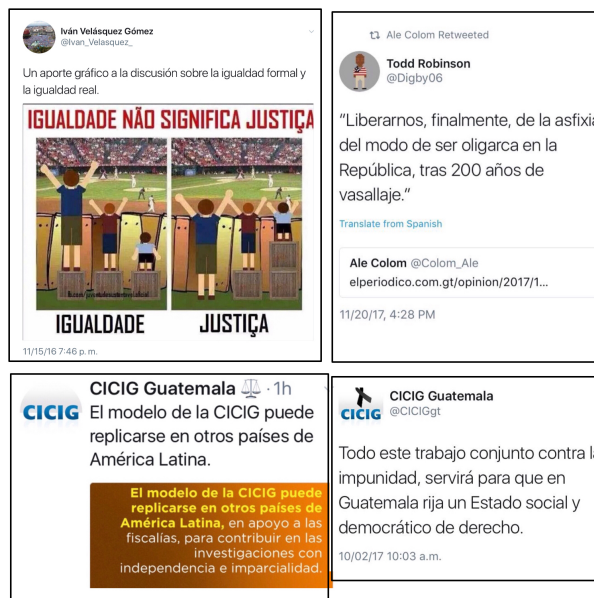 Iván Velásquez Gómez
@Ivan_Velasquez_
Un aporte gráfico a la discusión sobre la igualdad formal y
la igualdad real.
IGUALDADE NÃO SIGNIFICA JUSTIÇA
IGUALDADE JUSTIÇA
11/15/16 7:46 p. m.
Ale Colom Retweeted
Todd Robinson
@Digby06
“Liberarnos, finalmente, de la asfixia
del modo de ser oligarca en la
República, tras 200 años de
vasallaje.”
Translate from Spanish
Ale Colom @Colom_Ale
elperiodico.com.gt/opinion/2017/1...
11/20/17, 4:28 PM
CICIG Guatemala · 1h
CICIG
El modelo de la CICIG puede
replicarse en otros países de
América Latina.
El modelo de la CICIG puede
replicarse en otros países de
América Latina, en apoyo a las
fiscalías, para contribuir en las
investigaciones con
independencia e imparcialidad.
CICIG
CICIG Guatemala
@CICIGgt
Todo este trabajo conjunto contra la
impunidad, servirá para que en
Guatemala rija un Estado social y
democrático de derecho.
10/02/17 10:03 a.m.